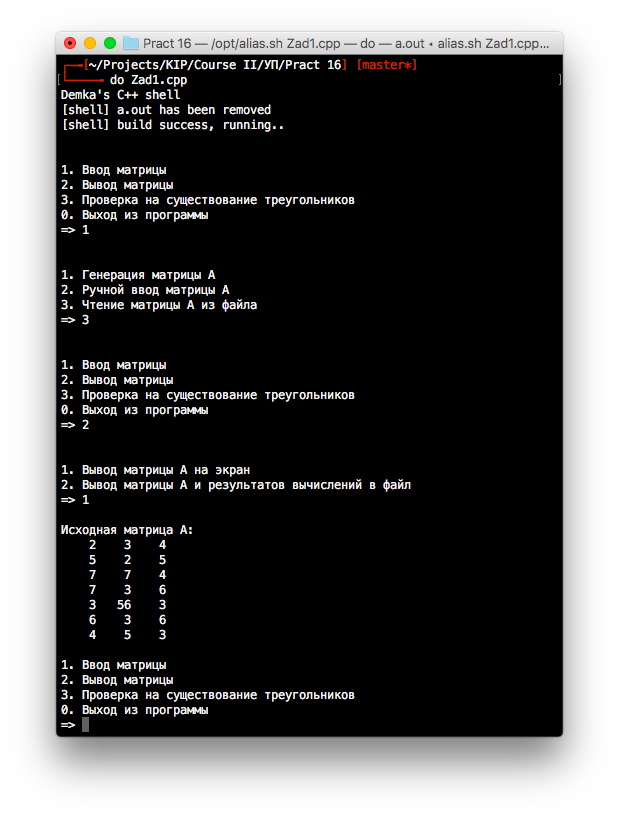 Pract 16 — /opt/alias.sh Zad1.cpp — do — a.out ◂ alias.sh Zad1.cpp...
[~/Projects/KIP/Course II/УП/Pract 16] [master*]
do Zad1.cpp
Demka's C++ shell
[shell] a.out has been removed
[shell] build success, running..
1. Ввод матрицы
2. Вывод матрицы
3. Проверка на существование треугольников
0. Выход из программы
=> 1
1. Генерация матрицы А
2. Ручной ввод матрицы А
3. Чтение матрицы А из файла
=> 3
1. Ввод матрицы
2. Вывод матрицы
3. Проверка на существование треугольников
0. Выход из программы
=> 2
1. Вывод матрицы А на экран
2. Вывод матрицы А и результатов вычислений в файл
=> 1
Исходная матрица А:
2 3 4
5 2 5
7 7 4
7 3 6
3 56 3
6 3 6
4 5 3
1. Ввод матрицы
2. Вывод матрицы
3. Проверка на существование треугольников
0. Выход из программы
=>